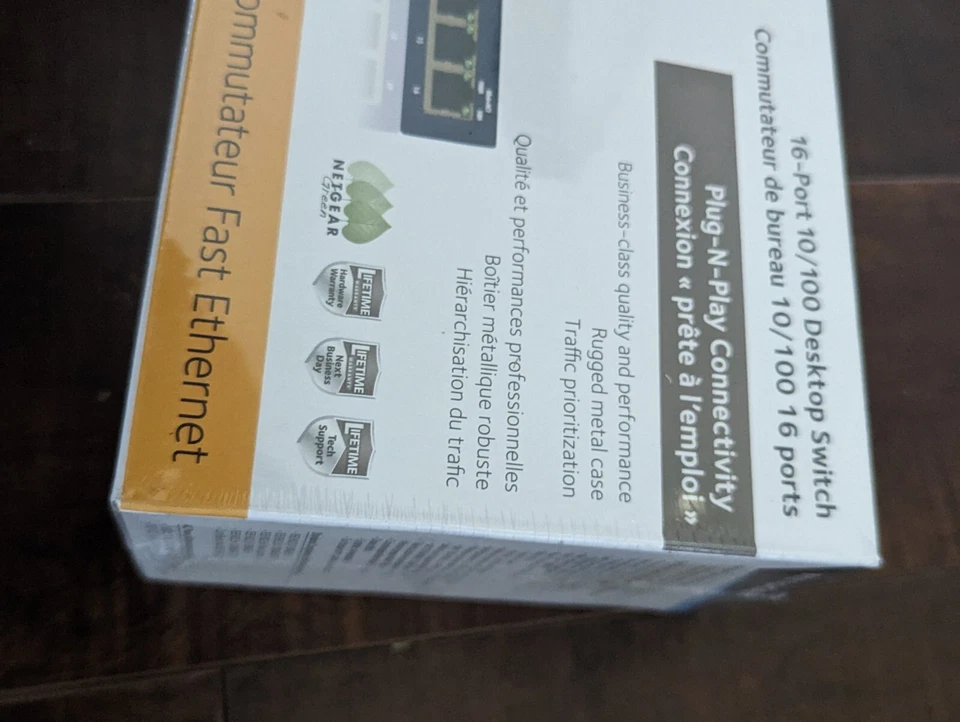 16-Port 10/100 Desktop Switch
Commutateur de bureau 10/100 16 ports
Plug-N-Play Connectivity
Connexion « prête à l'emploi »
Business-class quality and performance
Rugged metal case
Traffic prioritization
Qualité et performances professionnelles
Boîtier métallique robuste
Hiérarchisation du trafic
NETGEAR
Green
LIFETIME
WARRANTY
Hardware
Warranty
LIFETIME
WARRANTY
Next
Business
Day
LIFETIME
Tech
Support
ommutateur Fast Ethernet